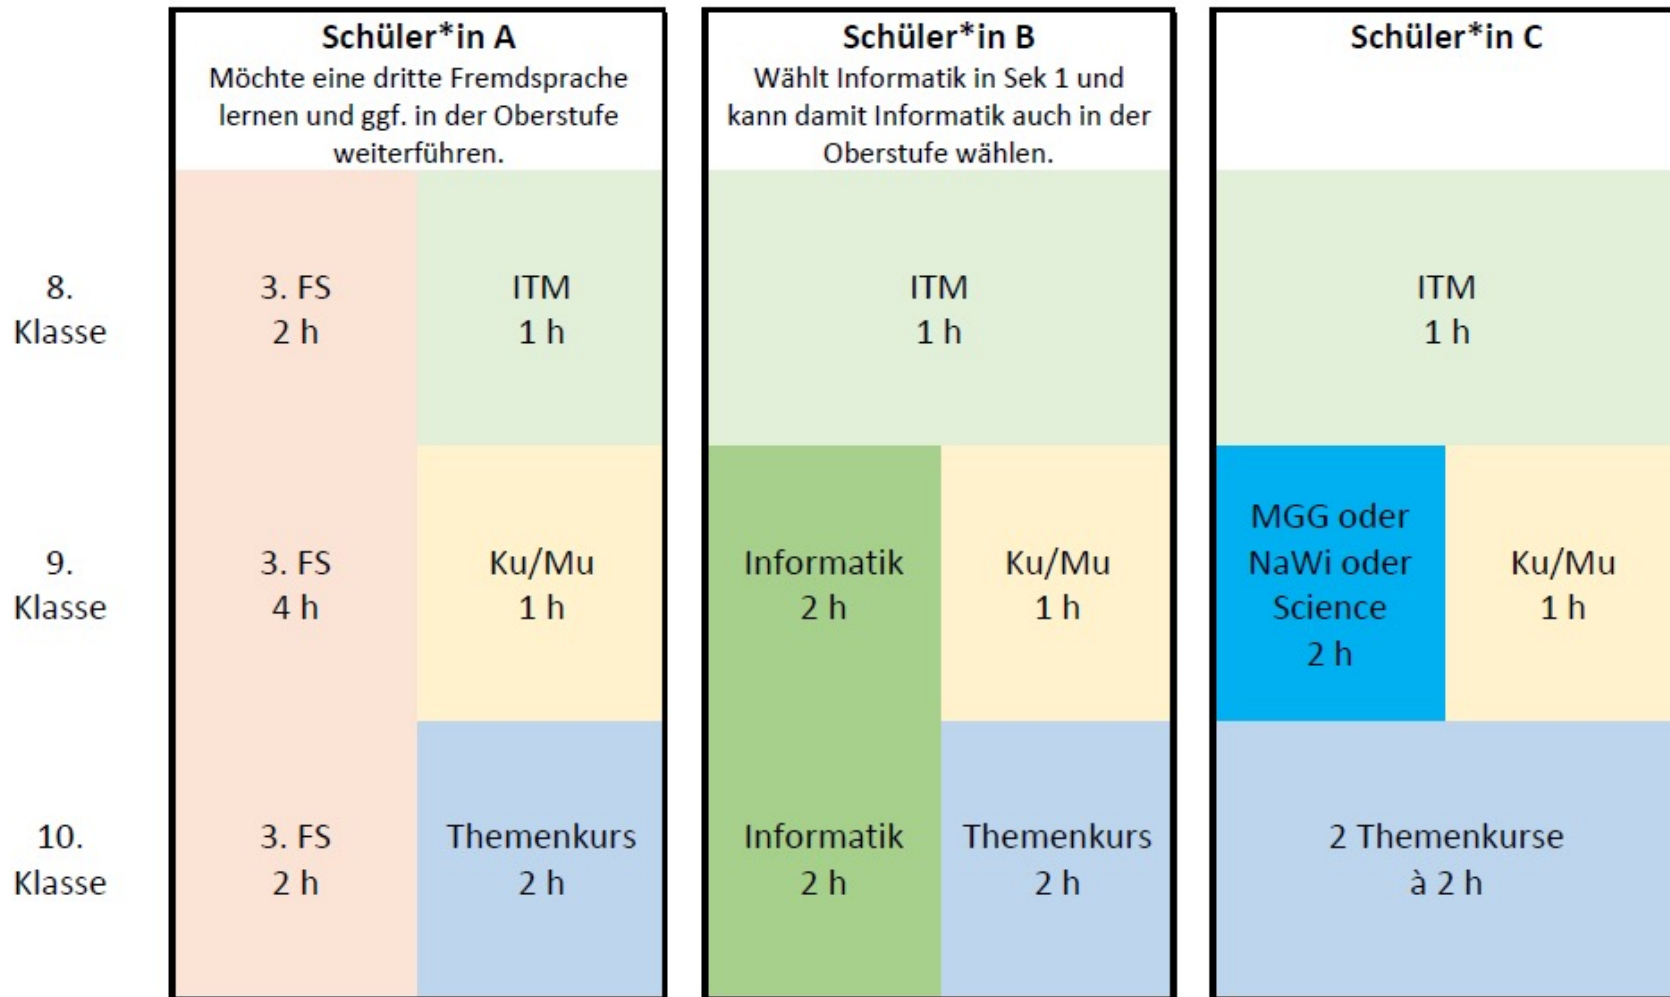 Schüler*in A
Möchte eine dritte Fremdsprache
lernen und ggf. in der Oberstufe
weiterführen.
Schüler*in B
Wählt Informatik in Sek 1 und
kann damit Informatik auch in der
Oberstufe wählen.
Schüler*in C
8.
Klasse
3. FS
2 h
ITM
1 h
ITM
1 h
ITM
1 h
9.
Klasse
3. FS
4 h
Ku/Mu
1 h
Informatik
2 h
Ku/Mu
1 h
MGG oder
NaWi oder
Science
2 h
Ku/Mu
1 h
10.
Klasse
3. FS
2 h
Themenkurs
2 h
Informatik
2 h
Themenkurs
2 h
2 Themenkurse
à 2 h